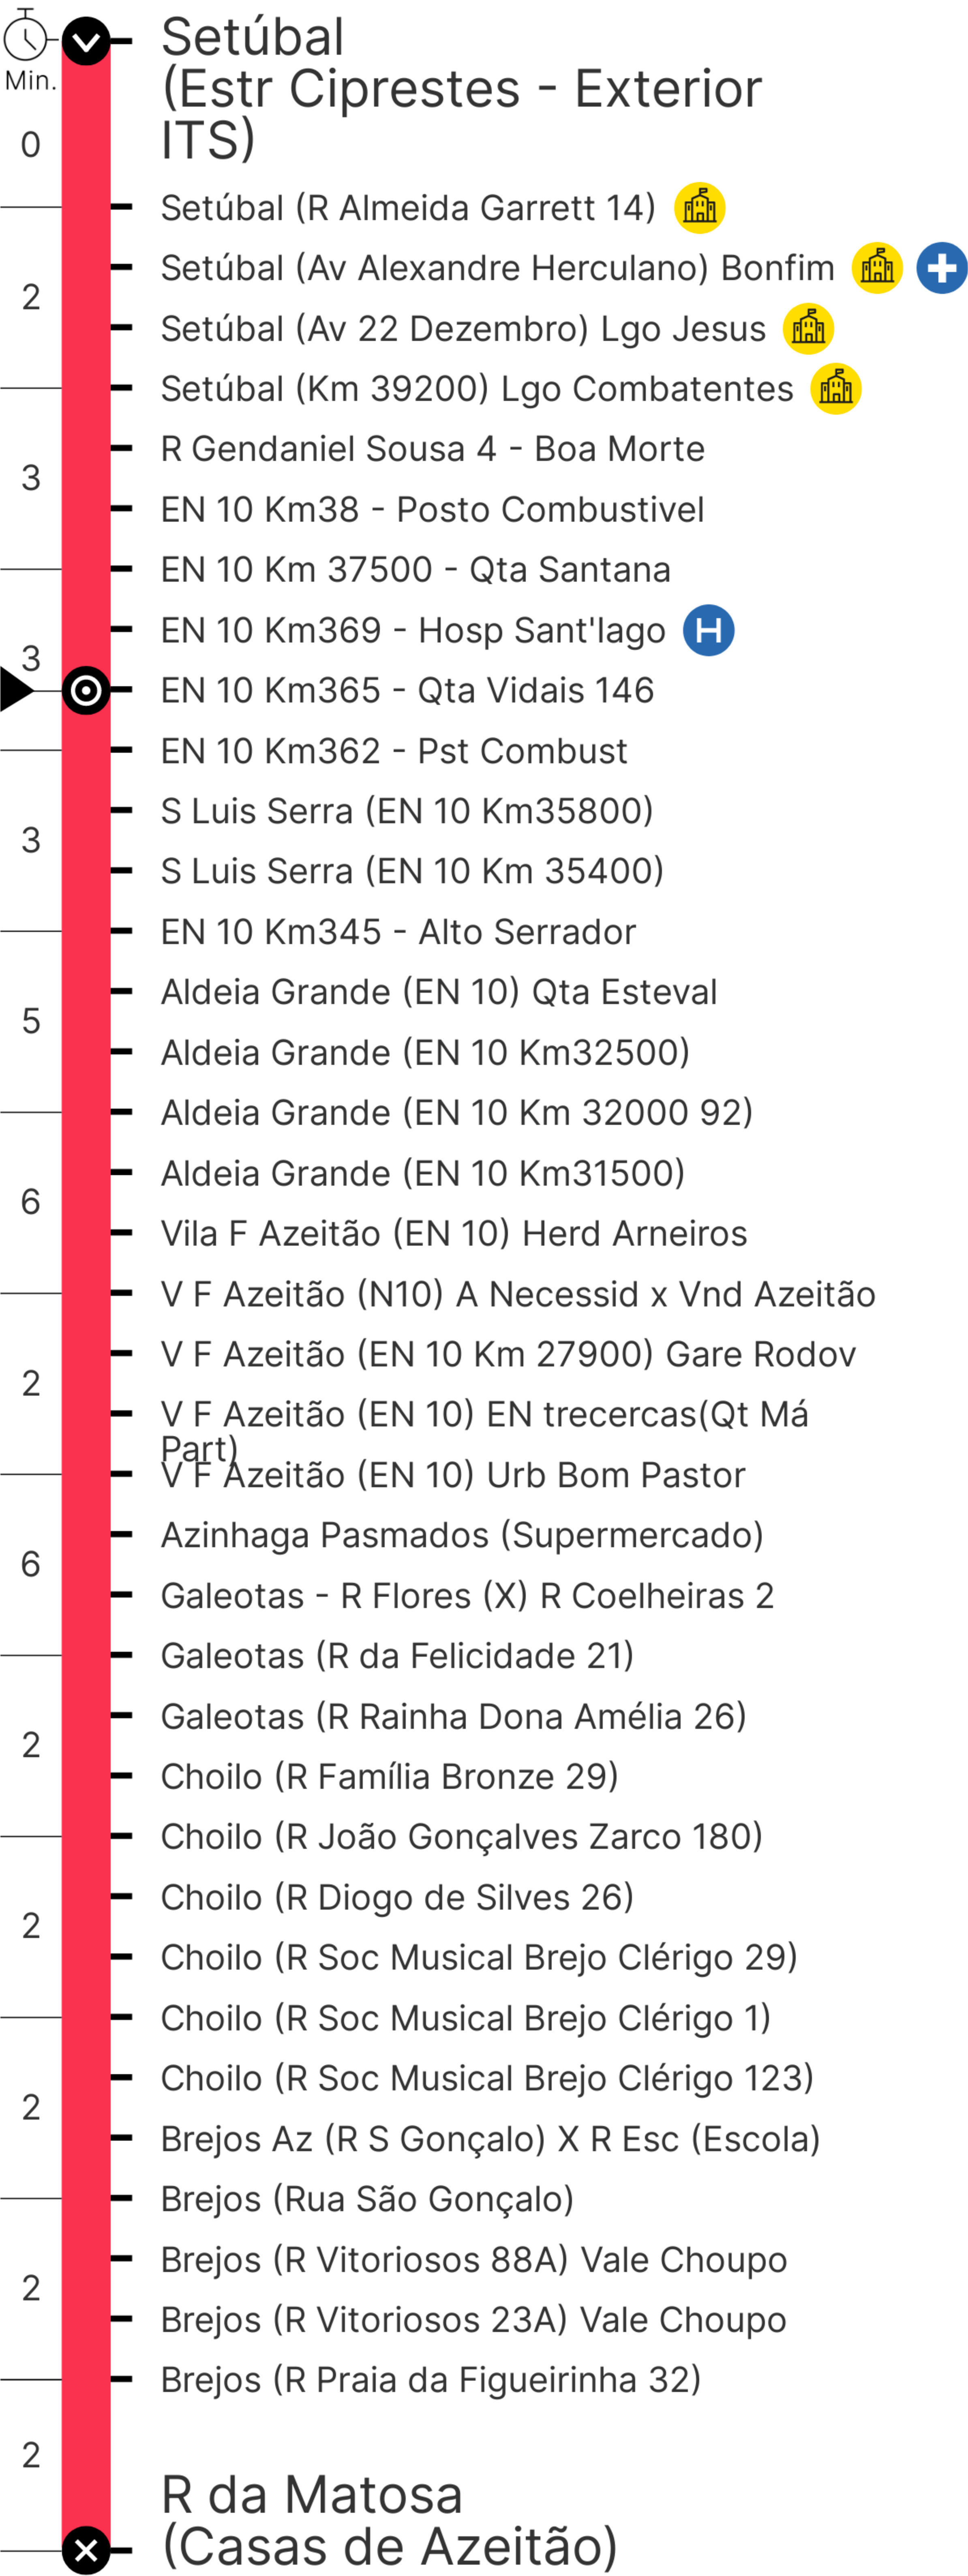 Min.
Setúbal
(Estr Ciprestes - Exterior
ITS)
0
Setúbal (R Almeida Garrett 14)
Setúbal (Av Alexandre Herculano) Bonfim
2
Setúbal (Av 22 Dezembro) Lgo Jesus
Setúbal (Km 39200) Lgo Combatentes
R Gendaniel Sousa 4 - Boa Morte
3
EN 10 Km38 - Posto Combustivel
EN 10 Km 37500 - Qta Santana
EN 10 Km369 - Hosp Sant'Iago H
3
EN 10 Km365 - Qta Vidais 146
EN 10 Km362 - Pst Combust
S Luis Serra (EN 10 Km35800)
3
S Luis Serra (EN 10 Km 35400)
EN 10 Km345 - Alto Serrador
Aldeia Grande (EN 10) Qta Esteval
5
Aldeia Grande (EN 10 Km32500)
Aldeia Grande (EN 10 Km 32000 92)
Aldeia Grande (EN 10 Km31500)
6
Vila F Azeitão (EN 10) Herd Arneiros
V F Azeitão (N10) A Necessid x Vnd Azeitão
V F Azeitão (EN 10 Km 27900) Gare Rodov
2
V F Azeitão (EN 10) EN trecercas(Qt Má
Part)
V F Azeitão (EN 10) Urb Bom Pastor
Azinhaga Pasmados (Supermercado)
6
Galeotas - R Flores (X) R Coelheiras 2
Galeotas (R da Felicidade 21)
Galeotas (R Rainha Dona Amélia 26)
2
Choilo (R Família Bronze 29)
Choilo (R João Gonçalves Zarco 180)
Choilo (R Diogo de Silves 26)
2
Choilo (R Soc Musical Brejo Clérigo 29)
Choilo (R Soc Musical Brejo Clérigo 1)
Choilo (R Soc Musical Brejo Clérigo 123)
2
Brejos Az (R S Gonçalo) X R Esc (Escola)
Brejos (Rua São Gonçalo)
Brejos (R Vitoriosos 88A) Vale Choupo
2
Brejos (R Vitoriosos 23A) Vale Choupo
Brejos (R Praia da Figueirinha 32)
2
R da Matosa
(Casas de Azeitão)